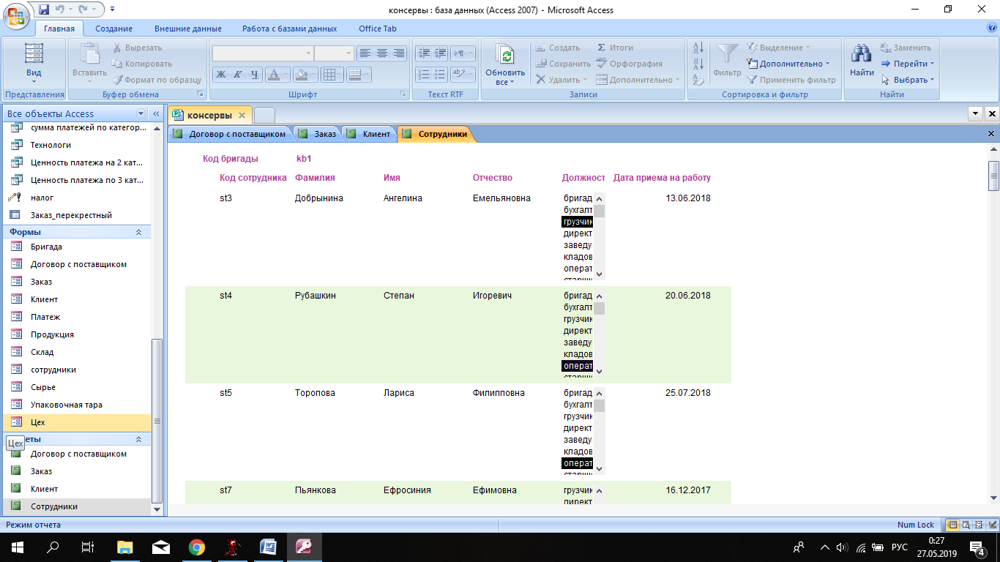 консервы : база данных (Access 2007) - Microsoft Access
Главная Создание Внешние данные Работа с базами данных Office Tab
Вид
Представления
Вставить
Вырезать
Копировать
Формат по образцу
Буфер обмена
Ж К Ч
Шрифт
Текст RTF
Обновить все
Создать
Сохранить
Удалить
Итоги
Орфография
Дополнительно
Записи
Фильтр
Выделение
Дополнительно
Применить фильтр
Сортировка и фильтр
Найти
Заменить
Перейти
Выбрать
Найти
Все объекты Access
сумма платежей по категор...
Технологи
Ценность платежа на 2 кат...
Ценность платежа по 3 кат...
налог
Заказ_перекрестный
Формы
Бригада
Договор с поставщиком
Заказ
Клиент
Платеж
Продукция
Склад
сотрудники
Сырье
Упаковочная тара
Цех
Цех
еты
Договор с поставщиком
Заказ
Клиент
Сотрудники
консервы
Договор с поставщиком Заказ Клиент Сотрудники
Код бригады kb1
Код сотрудника Фамилия Имя Отчество Должност Дата приема на работу
st3 Добрынина Ангелина Емельяновна бригад 13.06.2018
бухгалт
грузчик
директ
заведу
кладов
операт
старши
st4 Рубашкин Степан Игоревич бригад 20.06.2018
бухгалт
грузчик
директ
заведу
кладов
операт
старши
st5 Торопова Лариса Филипповна бригад 25.07.2018
бухгалт
грузчик
директ
заведу
кладов
операт
старши
st7 Пьянкова Ефросиния Ефимовна грузчик 16.12.2017
директ
Режим отчета
Num Lock
РУС
0:27
27.05.2019
4